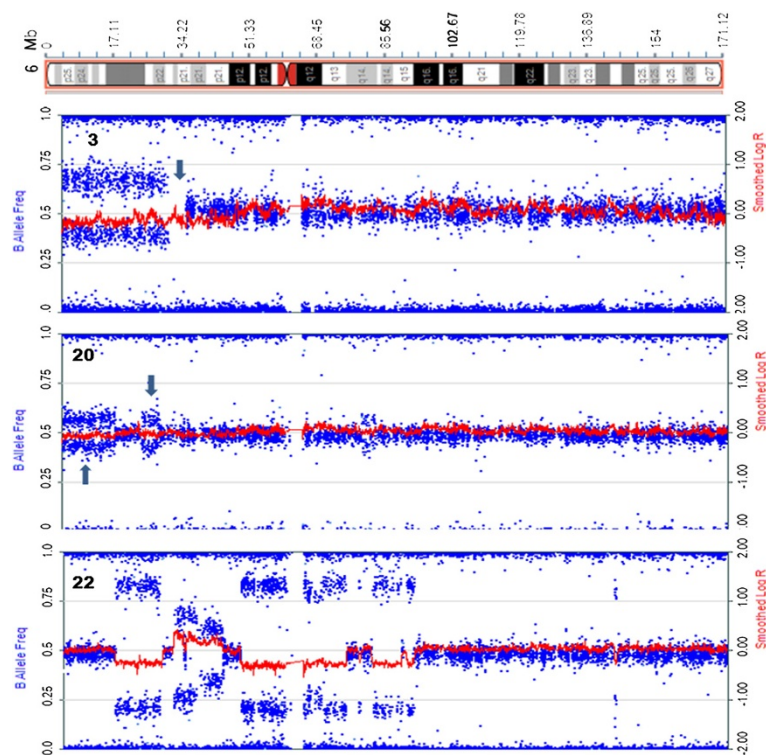 Mb 0 17.11 34.22 51.33 68.45 85.56 102.67 119.78 136.89 154 171.12
6 p25. p24. p22. p21. p21. p21. p12. p12. q12 q13 q14. q14. q15 q16. q16. q21 q22. q23. q23. q25. q25. q25. q26. q27
3
B Allele Freq
1.0 0.75 0.5 0.25 .0
2.00 1.00 0.00 -1.00 2.00
Smoothed Log R
20
B Allele Freq
1.0 0.75 0.5 0.25 0
2.00 1.00 0.00 -1.00 .00
Smoothed Log R
22
B Allele Freq
1.0 0.75 0.5 0.25 0.0
2.00 1.00 0.00 -1.00 -2.00
Smoothed Log R